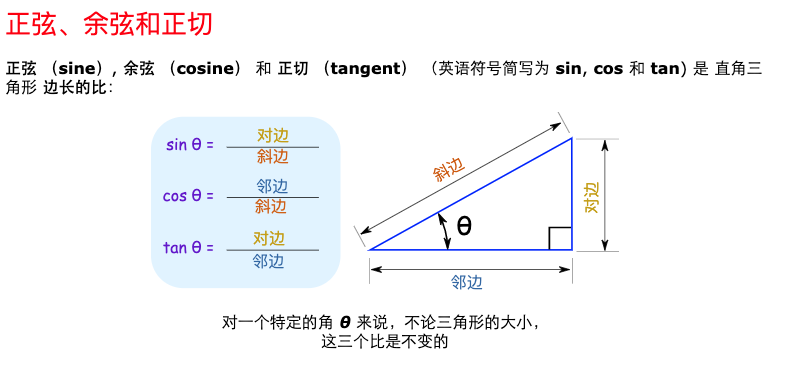 正弦、余弦和正切
正弦 （sine）, 余弦 （cosine） 和 正切 （tangent） （英语符号简写为 sin, cos 和 tan) 是 直角三
角形 边长的比：
sin θ = 对边
斜边
cos θ = 邻边
斜边
tan θ = 对边
邻边
斜边
θ
对边
邻边
对一个特定的角 θ 来说，不论三角形的大小，
这三个比是不变的